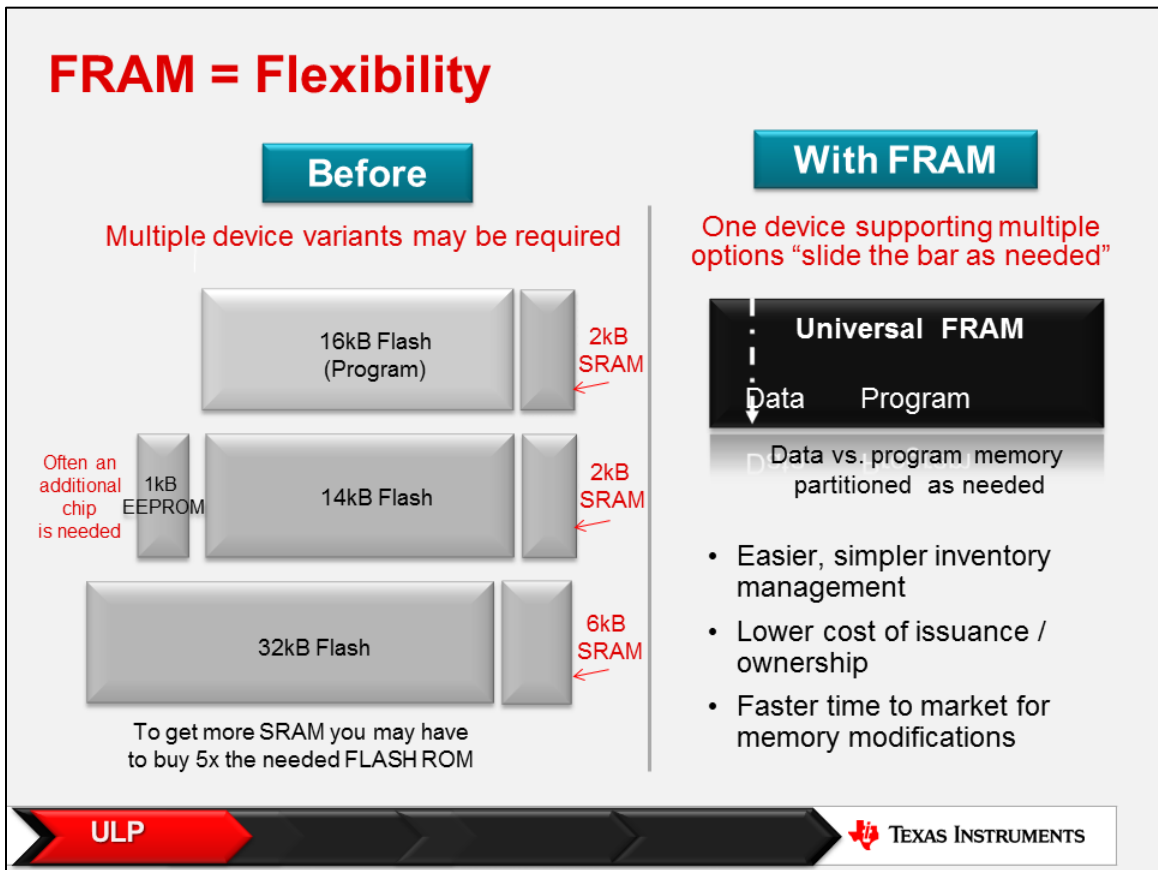 FRAM = Flexibility
Before
Multiple device variants may be required
16kB Flash
(Program)
2kB
SRAM
Often an
additional
chip
is needed
1kB
EEPROM
14kB Flash
2kB
SRAM
32kB Flash
6kB
SRAM
To get more SRAM you may have
to buy 5x the needed FLASH ROM
With FRAM
One device supporting multiple
options “slide the bar as needed”
Universal FRAM
Data Program
Data vs. program memory
partitioned as needed
• Easier, simpler inventory
management
• Lower cost of issuance /
ownership
• Faster time to market for
memory modifications
ULP
TEXAS INSTRUMENTS